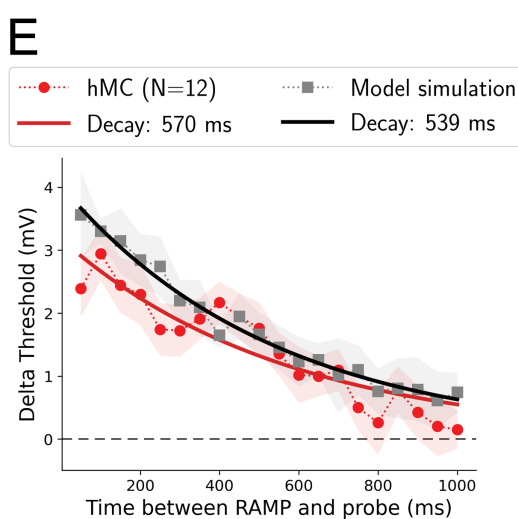 E
hMC (N=12) Model simulation
Decay: 570 ms Decay: 539 ms
Delta Threshold (mV)
4
3
2
1
0
200 400 600 800 1000
Time between RAMP and probe (ms)